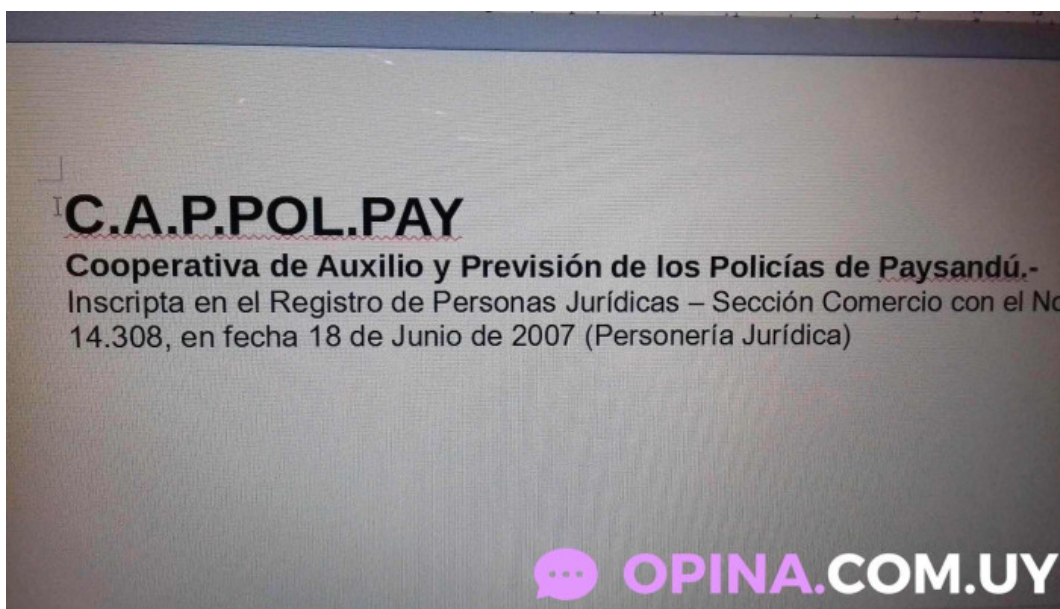 C.A.P.POL.PAY
Cooperativa de Auxilio y Previsión de los Policías de Paysandú.-
Inscripta en el Registro de Personas Jurídicas – Sección Comercio con el
14.308, en fecha 18 de Junio de 2007 (Personería Jurídica)
OPINA.COM.UY